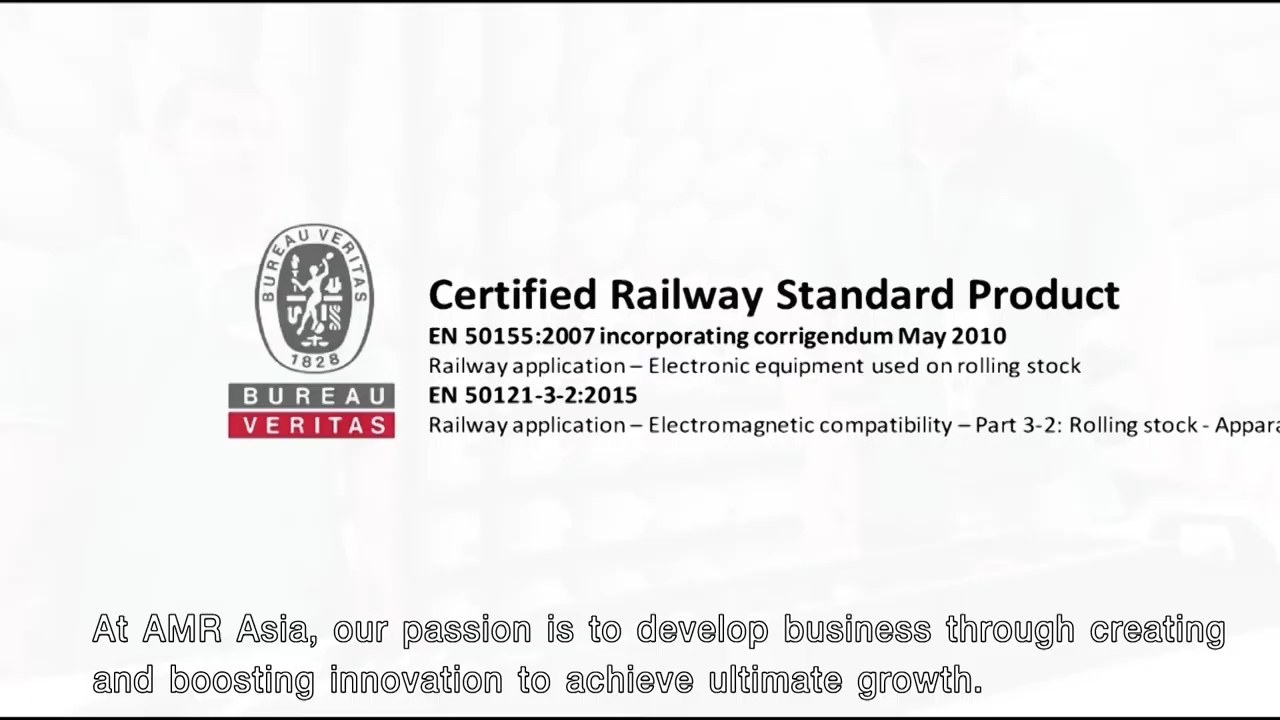 BUREAU VERITAS
1828
BUREAU
VERITAS
Certified Railway Standard Product
EN 50155:2007 incorporating corrigendum May 2010
Railway application – Electronic equipment used on rolling stock
EN 50121-3-2:2015
Railway application – Electromagnetic compatibility – Part 3-2: Rolling stock - Appara
At AMR Asia, our passion is to develop business through creating
and boosting innovation to achieve ultimate growth.